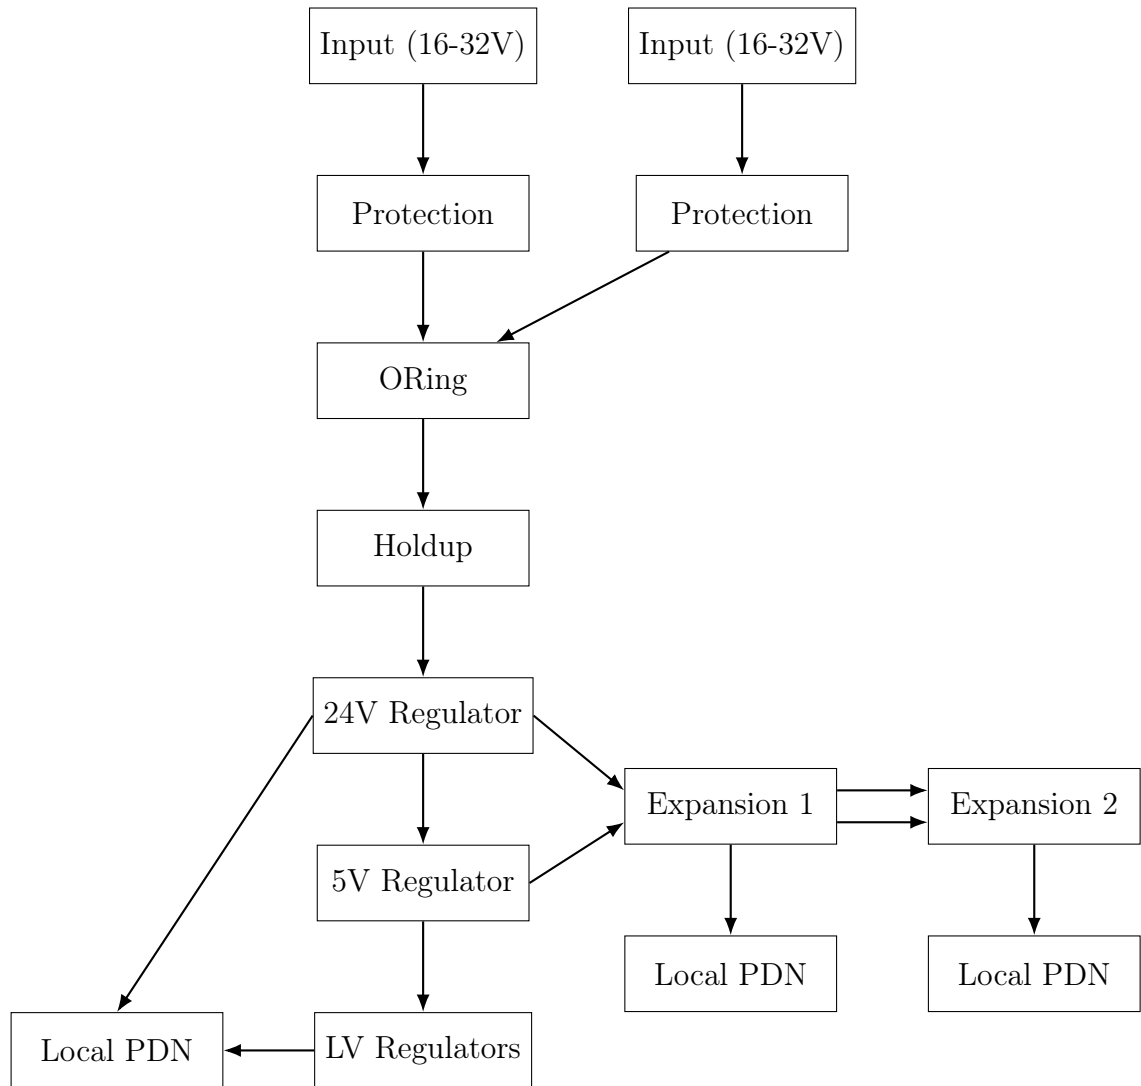 Input (16-32V)
Input (16-32V)
Protection
Protection
ORing
Holdup
24V Regulator
Expansion 1
Expansion 2
5V Regulator
Local PDN
Local PDN
Local PDN
LV Regulators